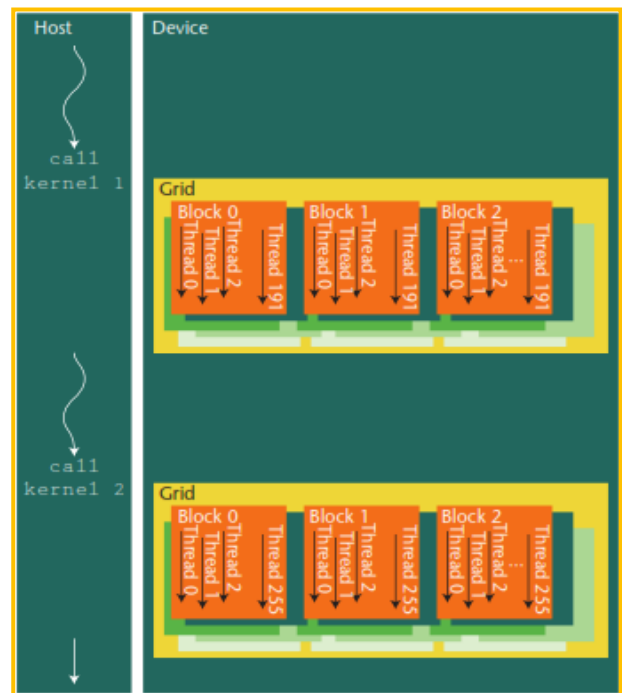 Host
Device
call
kernel 1
Grid
Block 0
Thread 0
Thread 1
Thread 2
Thread 191
Block 1
Thread 0
Thread 1
Thread 2
Thread 191
Block 2
Thread 0
Thread 1
Thread 2
...
Thread 191
call
kernel 2
Grid
Block 0
Thread 0
Thread 1
Thread 2
Thread 255
Block 1
Thread 0
Thread 1
Thread 2
Thread 255
Block 2
Thread 0
Thread 1
Thread 2
...
Thread 255